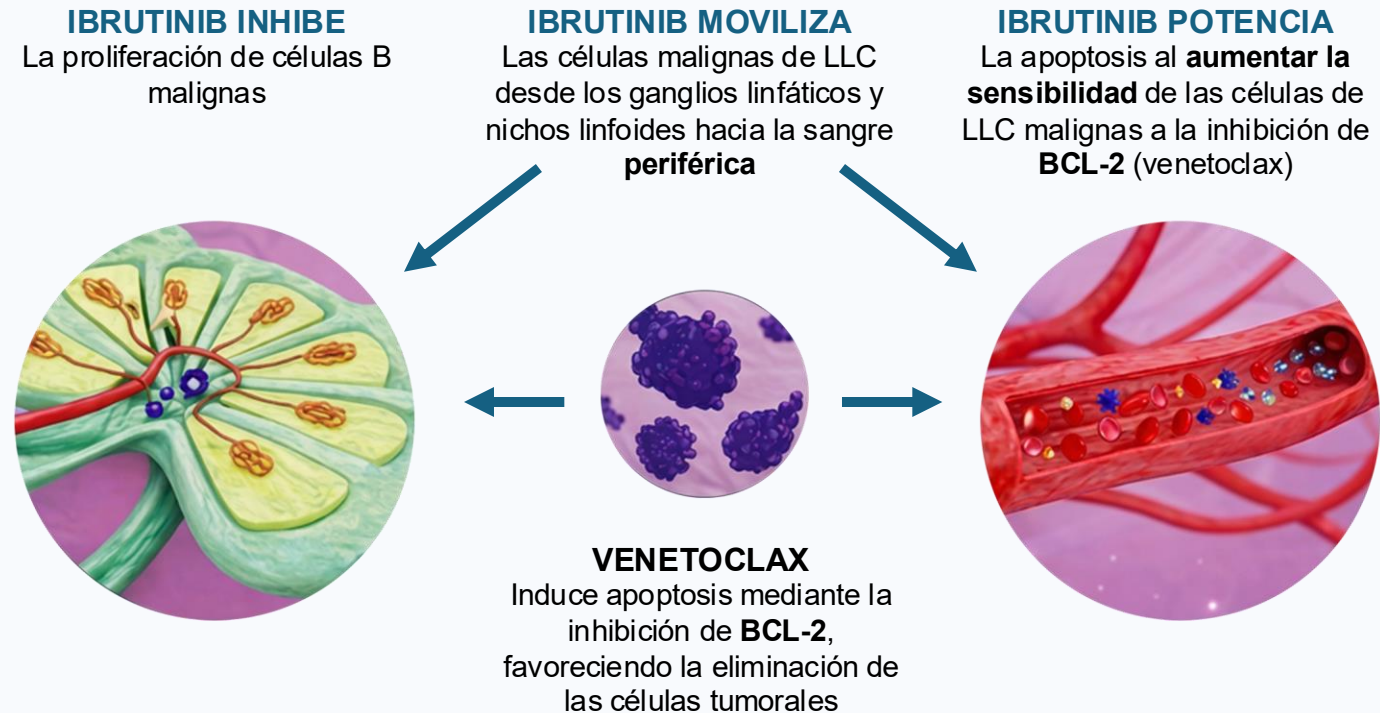 IBRUTINIB INHIBE
La proliferación de células B
malignas
IBRUTINIB MOVILIZA
Las células malignas de LLC
desde los ganglios linfáticos y
nichos linfoides hacia la sangre
periférica
IBRUTINIB POTENCIA
La apoptosis al aumentar la
sensibilidad de las células de
LLC malignas a la inhibición de
BCL-2 (venetoclax)
VENETOCLAX
Induce apoptosis mediante la
inhibición de BCL-2,
favoreciendo la eliminación de
las células tumorales